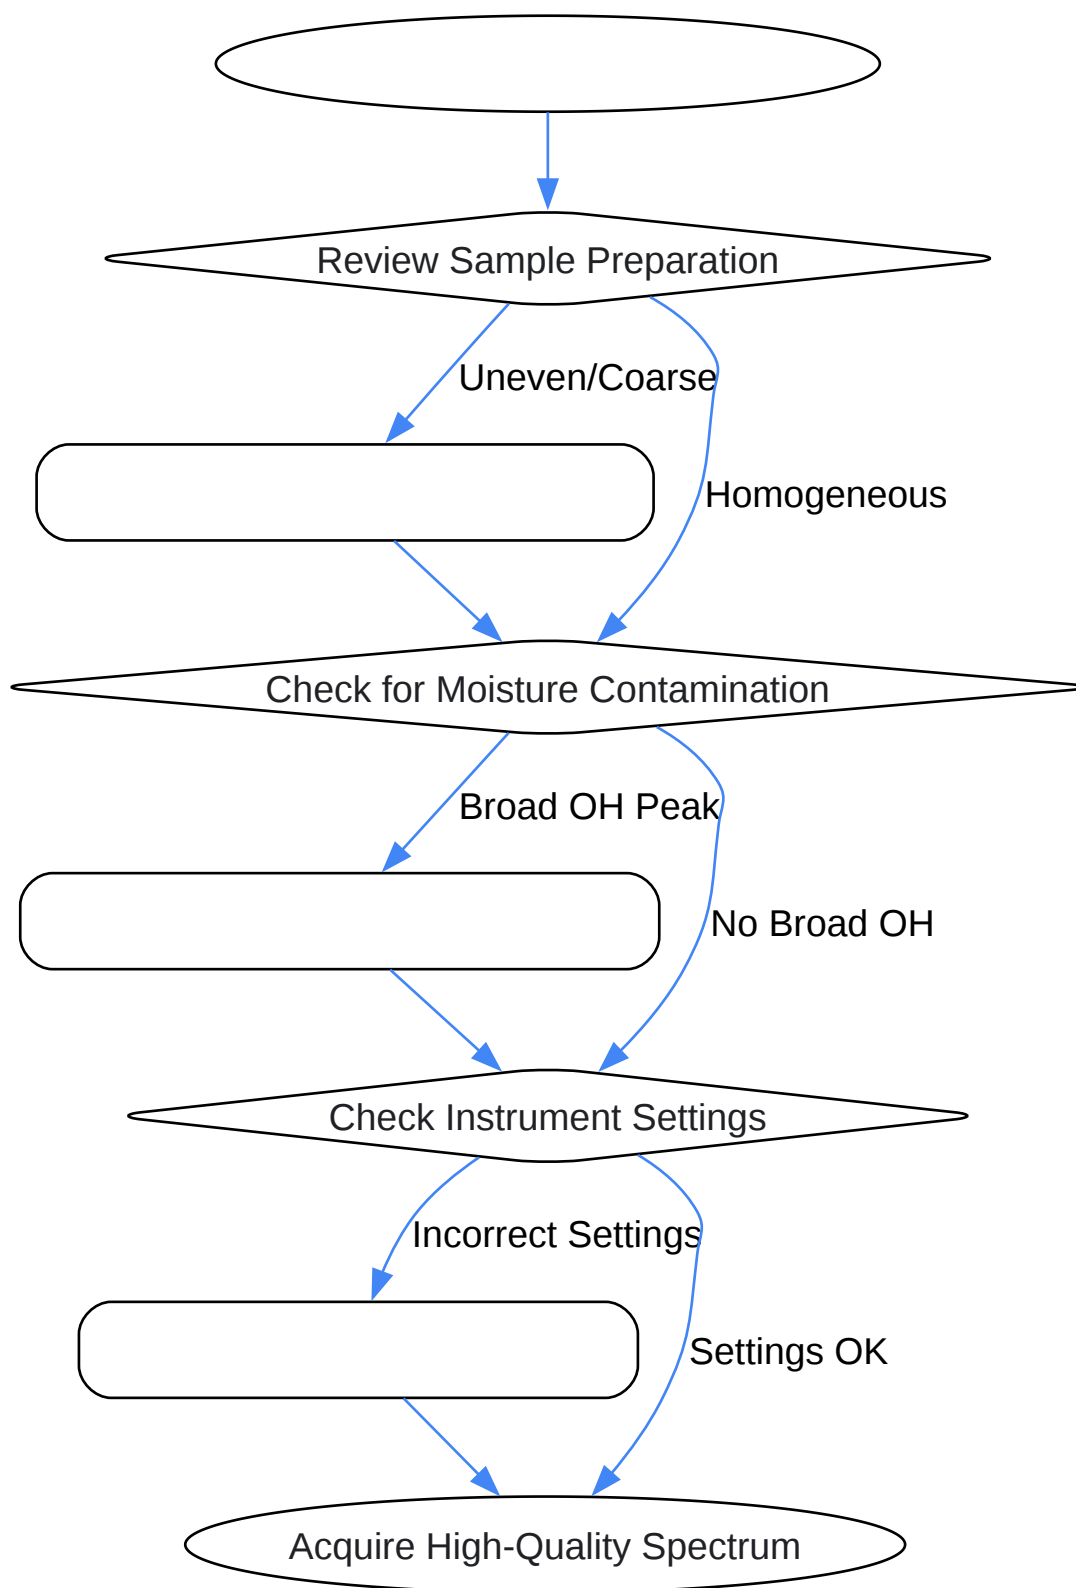 Review Sample Preparation
Uneven/Coarse
Homogeneous
Check for Moisture Contamination
Broad OH Peak
No Broad OH
Check Instrument Settings
Incorrect Settings
Settings OK
Acquire High-Quality Spectrum